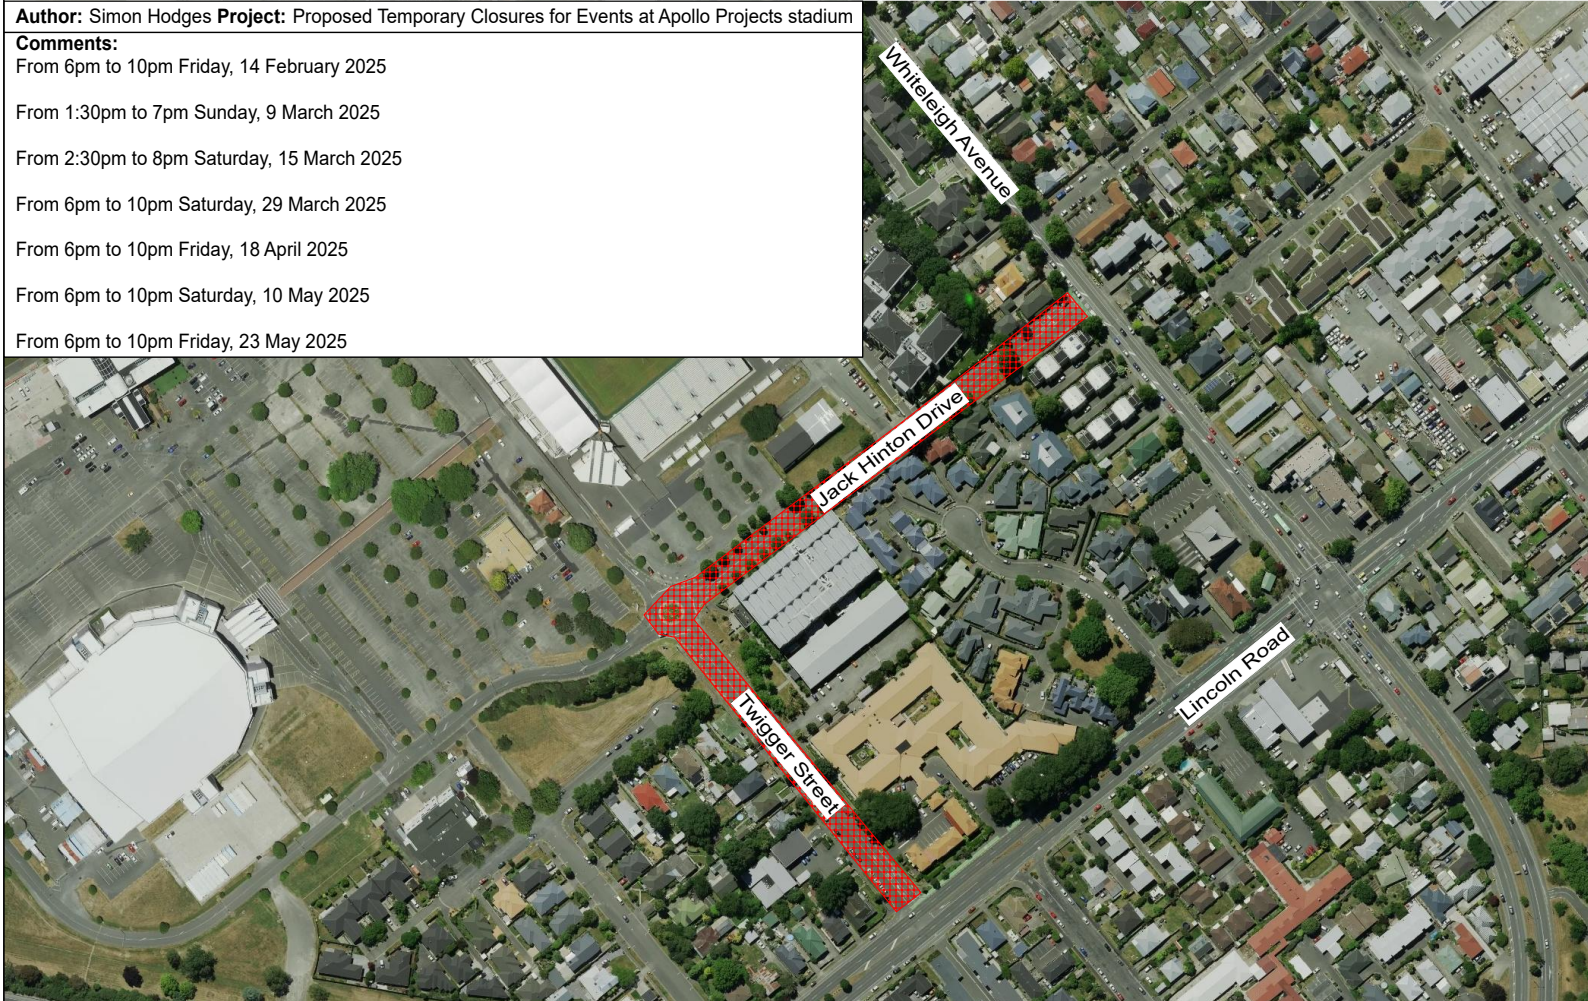 Author: Simon Hodges Project: Proposed Temporary Closures for Events at Apollo Projects stadium
Comments:
From 6pm to 10pm Friday, 14 February 2025
From 1:30pm to 7pm Sunday, 9 March 2025
From 2:30pm to 8pm Saturday, 15 March 2025
From 6pm to 10pm Saturday, 29 March 2025
From 6pm to 10pm Friday, 18 April 2025
From 6pm to 10pm Saturday, 10 May 2025
From 6pm to 10pm Friday, 23 May 2025
Whiteleigh Avenue
Jack Hinton Drive
Lincoln Road
Twigger Street